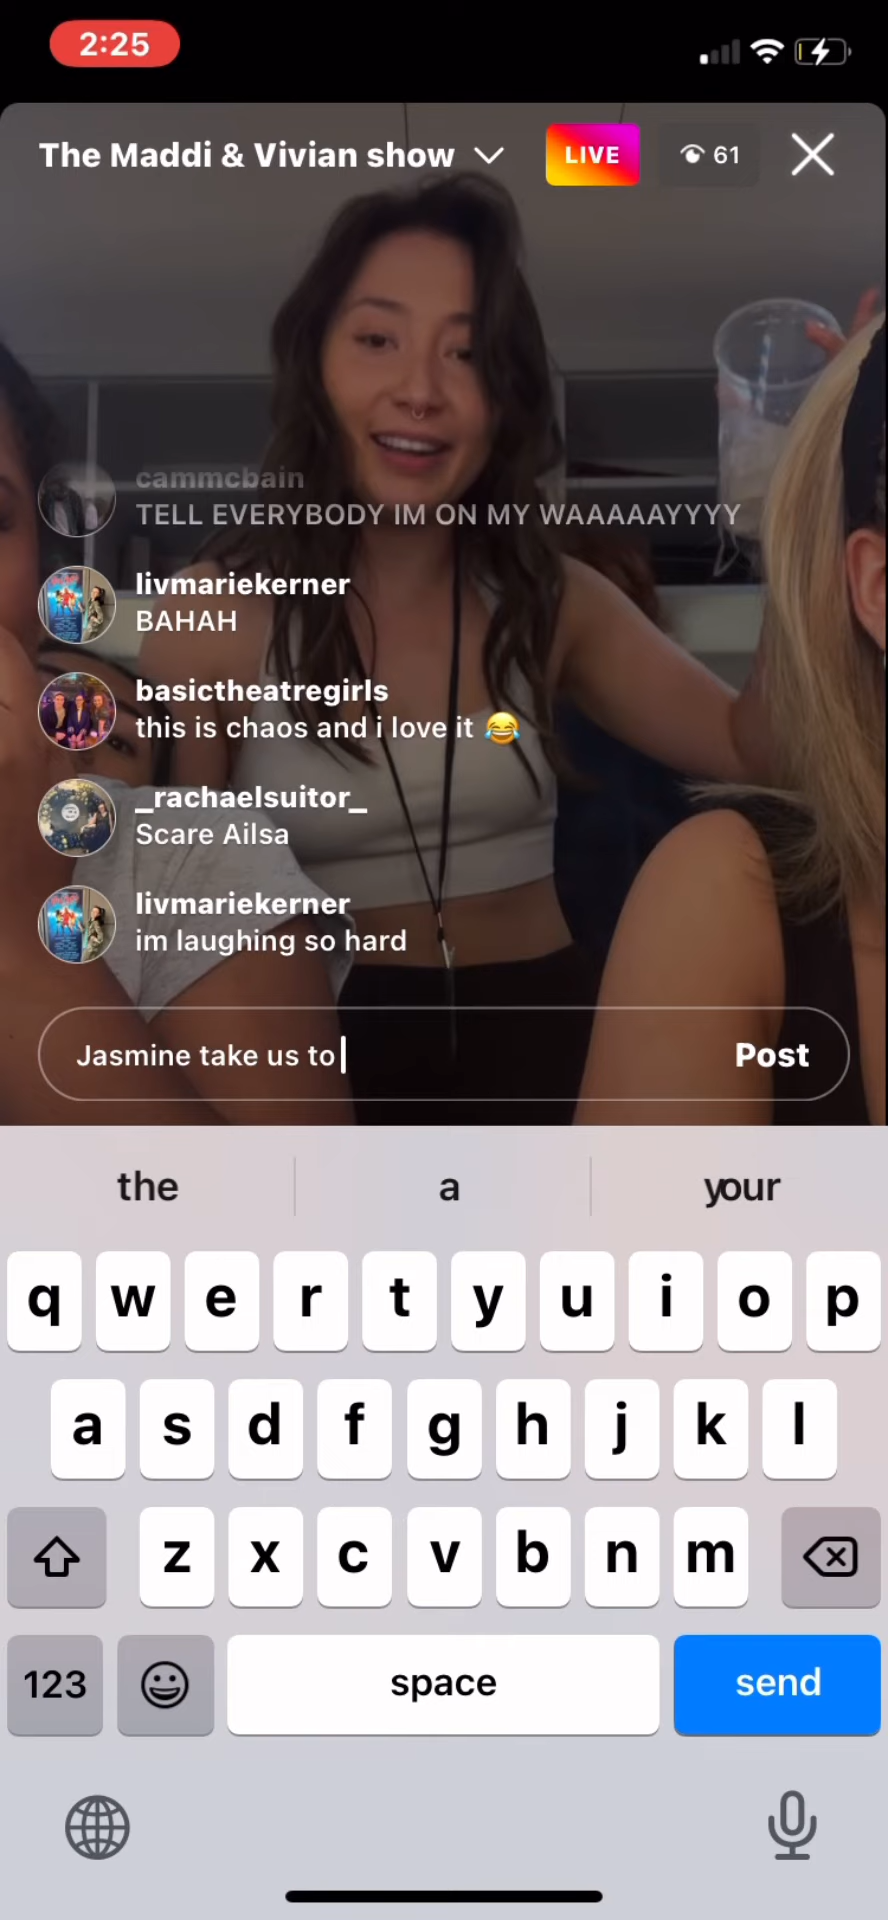 2:25
The Maddi & Vivian show
LIVE
61
cammcbain
TELL EVERYBODY IM ON MY WAAAAAYYYY
livmariekerner
BAHAH
basictheatregirls
this is chaos and i love it 😂
_rachaelsuitor_
Scare Ailsa
livmariekerner
im laughing so hard
Jasmine take us to
Post
the a your
q w e r t y u i o p
a s d f g h j k l
z x c v b n m
123 space send